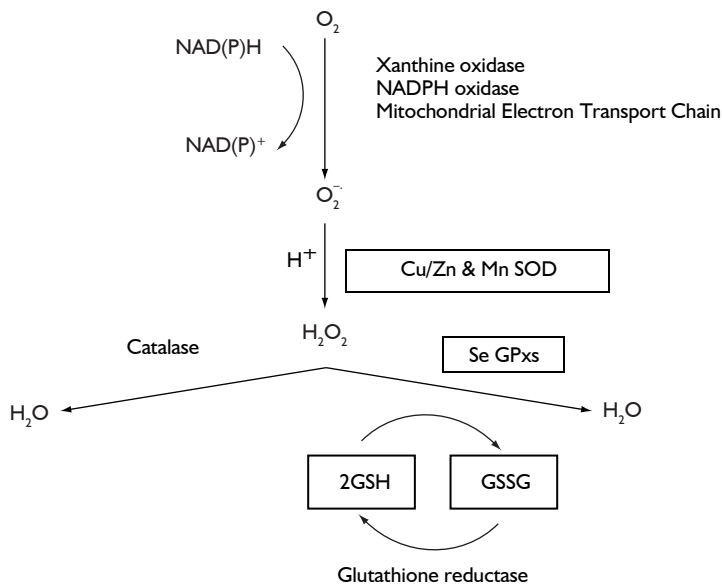 O₂
NAD(P)H
Xanthine oxidase
NADPH oxidase
Mitochondrial Electron Transport Chain
NAD(P)⁺
O₂⁻·
H⁺
Cu/Zn & Mn SOD
H₂O₂
Catalase
Se GPxs
H₂O
H₂O
2GSH
GSSG
Glutathione reductase